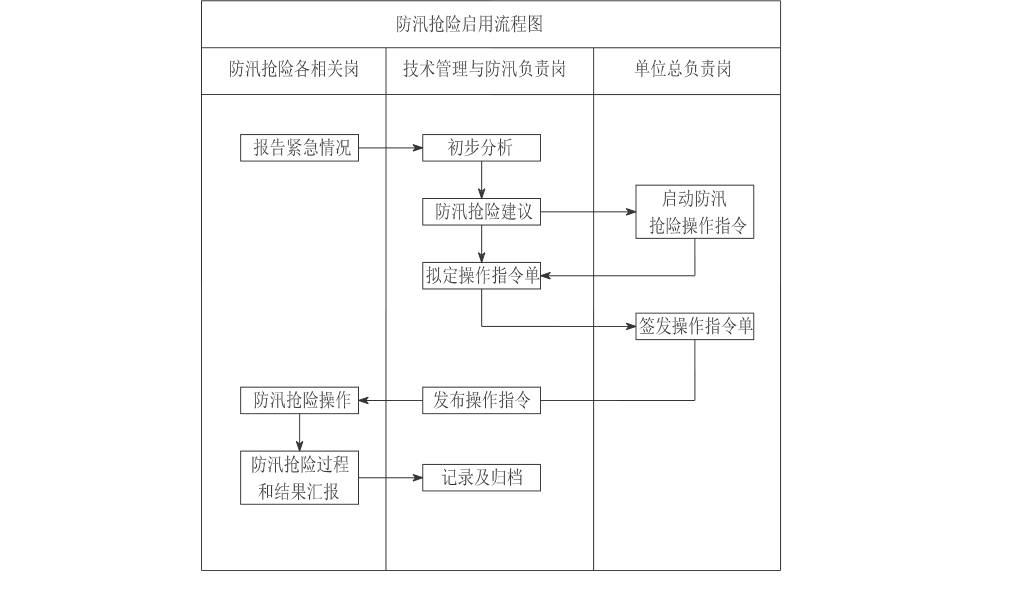 防汛抢险启用流程图
防汛抢险各相关岗
技术管理与防汛负责岗
单位总负责岗
报告紧急情况
初步分析
防汛抢险建议
启动防汛
抢险操作指令
拟定操作指令单
签发操作指令单
防汛抢险操作
发布操作指令
防汛抢险过程
和结果汇报
记录及归档